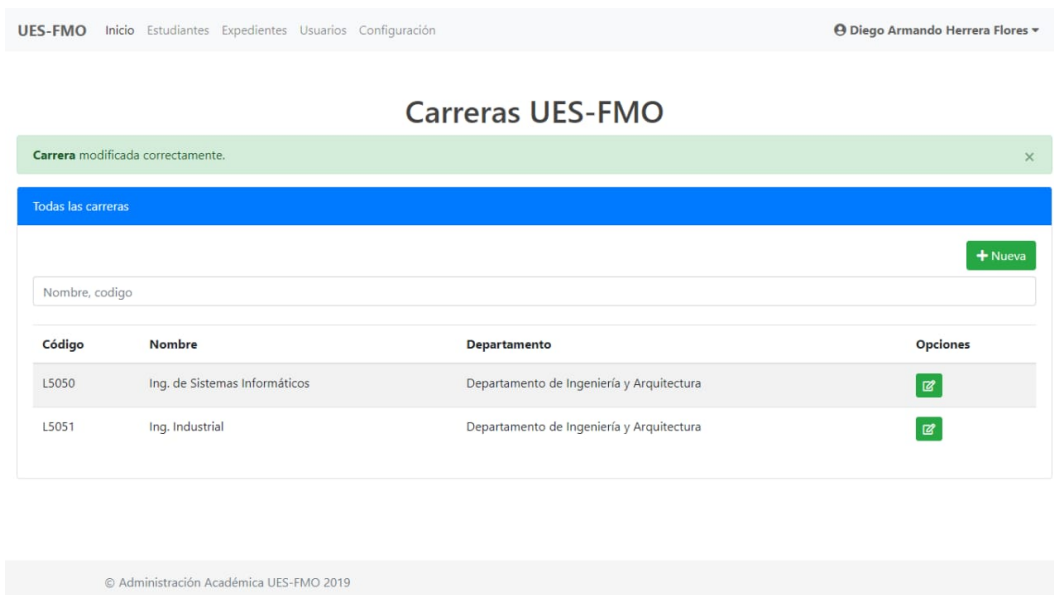 UES-FMO Inicio Estudiantes Expedientes Usuarios Configuración Diego Armando Herrera Flores
Carreras UES-FMO
Carrera modificada correctamente. ×
Todas las carreras
+ Nueva
Nombre, codigo
Código Nombre Departamento Opciones
L5050 Ing. de Sistemas Informáticos Departamento de Ingeniería y Arquitectura
L5051 Ing. Industrial Departamento de Ingeniería y Arquitectura
© Administración Académica UES-FMO 2019